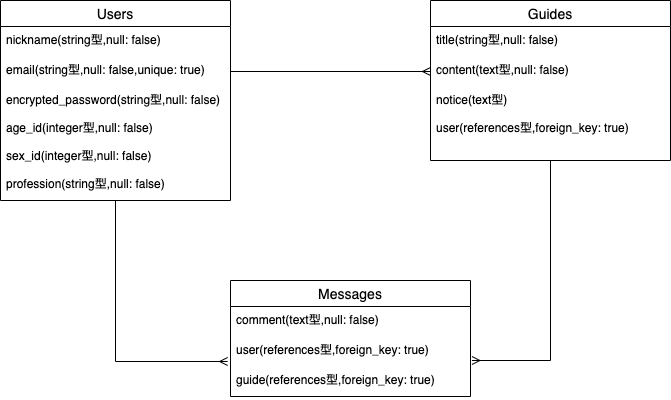 Users
nickname(string型,null: false)
email(string型,null: false,unique: true)
encrypted_password(string型,null: false)
age_id(integer型,null: false)
sex_id(integer型,null: false)
profession(string型,null: false)
Guides
title(string型,null: false)
content(text型,null: false)
notice(text型)
user(references型,foreign_key: true)
Messages
comment(text型,null: false)
user(references型,foreign_key: true)
guide(references型,foreign_key: true)